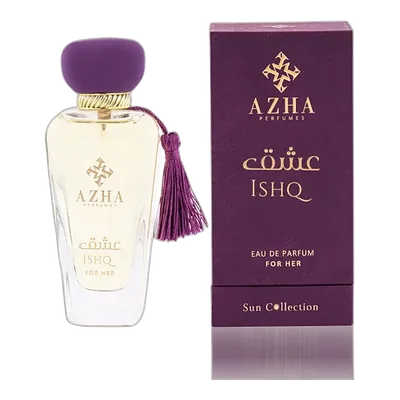 AZHA
PERFUMES
عشق
ISHQ
FOR HER
AZHA
PERFUMES
عشق
ISHQ
EAU DE PARFUM
FOR HER
Sun Collection